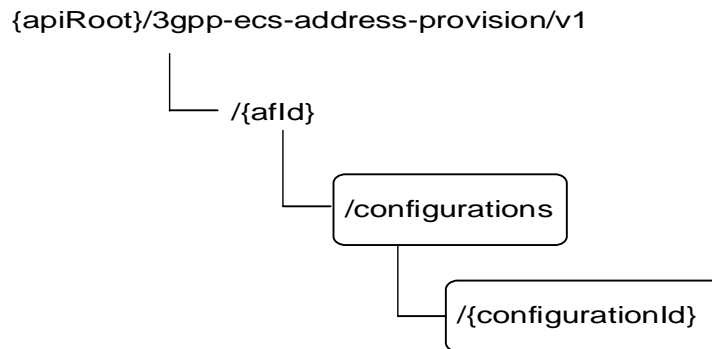 {apiRoot}/3gpp-ecs-address-provision/v1
/{afId}
/configurations
/{configurationId}